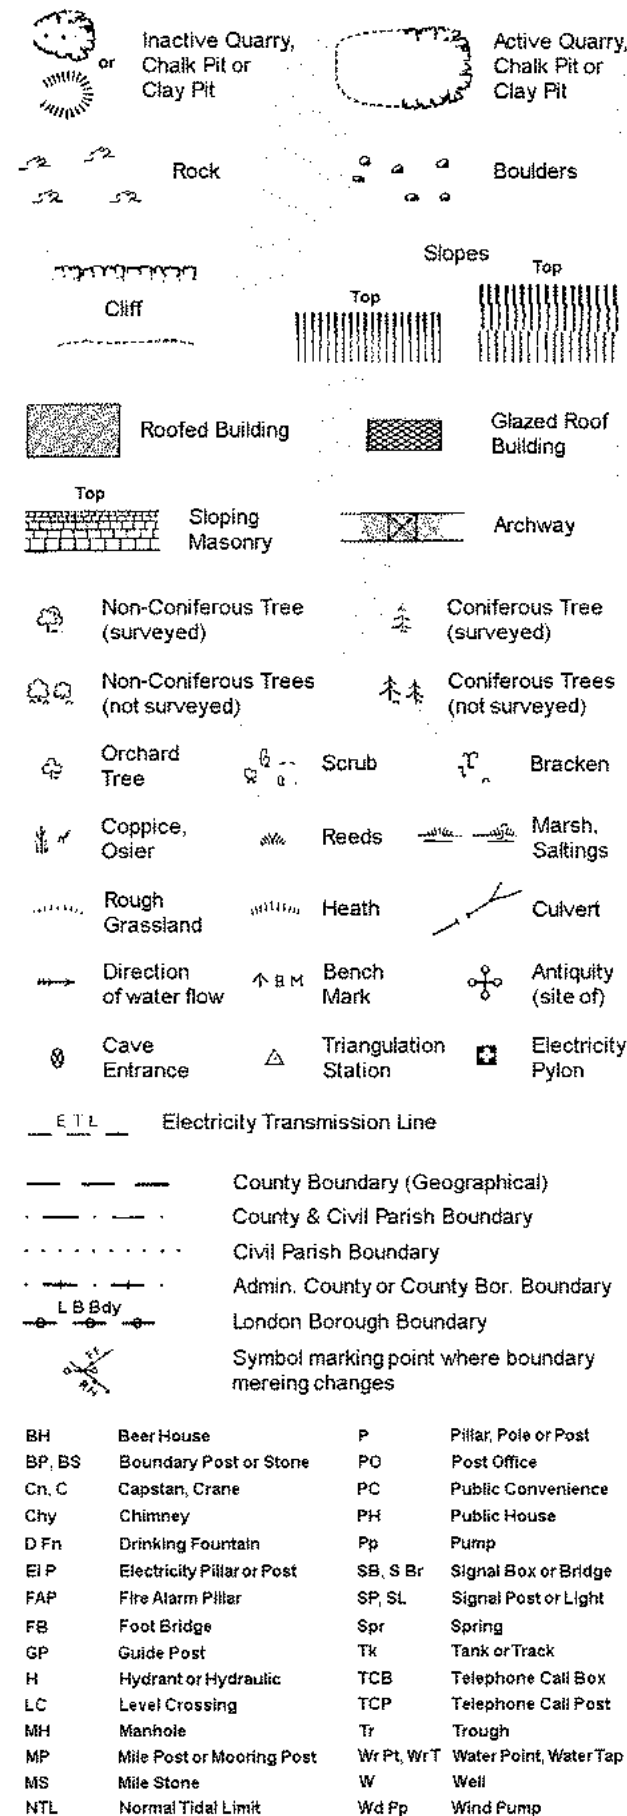 or
Inactive Quarry,
Chalk Pit or
Clay Pit
Active Quarry,
Chalk Pit or
Clay Pit
Rock
Boulders
Cliff
Slopes
Top
Top
Roofed Building
Glazed Roof
Building
Top
Sloping
Masonry
Archway
Non-Coniferous Tree
(surveyed)
Coniferous Tree
(surveyed)
Non-Coniferous Trees
(not surveyed)
Coniferous Trees
(not surveyed)
Orchard
Tree
Scrub
Bracken
Coppice,
Osier
Reeds
Marsh,
Saltings
Rough
Grassland
Heath
Culvert
Direction
of water flow
B M
Bench
Mark
Antiquity
(site of)
Cave
Entrance
Triangulation
Station
Electricity
Pylon
E T L
Electricity Transmission Line
County Boundary (Geographical)
County & Civil Parish Boundary
Civil Parish Boundary
Admin. County or County Bor. Boundary
L B Bdy
London Borough Boundary
Symbol marking point where boundary
mereing changes
BH Beer House
BP, BS Boundary Post or Stone
Cn, C Capstan, Crane
Chy Chimney
D Fn Drinking Fountain
El P Electricity Pillar or Post
FAP Fire Alarm Pillar
FB Foot Bridge
GP Guide Post
H Hydrant or Hydraulic
LC Level Crossing
MH Manhole
MP Mile Post or Mooring Post
MS Mile Stone
NTL Normal Tidal Limit
P Pillar, Pole or Post
PO Post Office
PC Public Convenience
PH Public House
Pp Pump
SB, S Br Signal Box or Bridge
SP, SL Signal Post or Light
Spr Spring
Tk Tank or Track
TCB Telephone Call Box
TCP Telephone Call Post
Tr Trough
Wr Pt, Wr T Water Point, Water Tap
W Well
Wd Pp Wind Pump